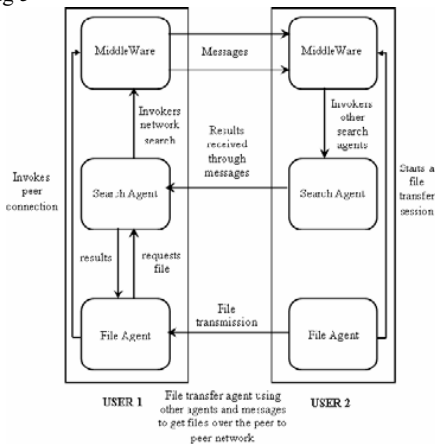 MiddleWare
Messages
MiddleWare
Invokers
network
search
Invokers
other
search
agents
Results
received
through
messages
Invokes
peer
connection
Search Agent
Search Agent
Starts a
file
transfer
session
results
requests
file
File
transmission
File Agent
File Agent
USER 1
USER 2
File transfer agent using
other agents and messages
to get files over the peer to
peer network